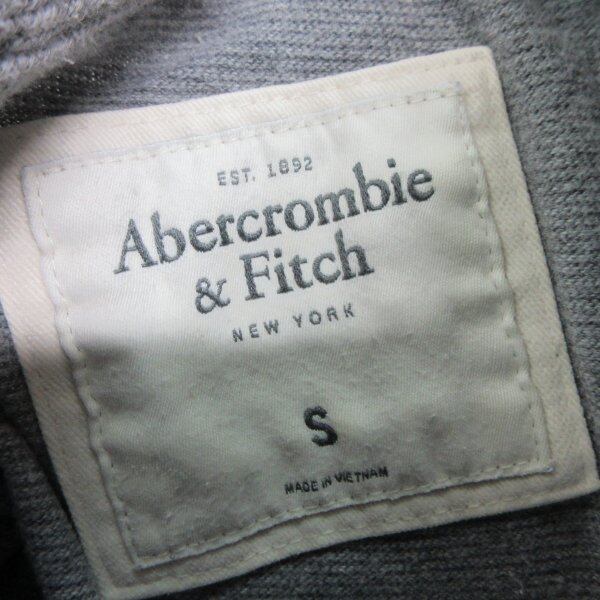 EST. 1892
Abercrombie
& Fitch
NEW YORK
S
MADE IN VIETNAM